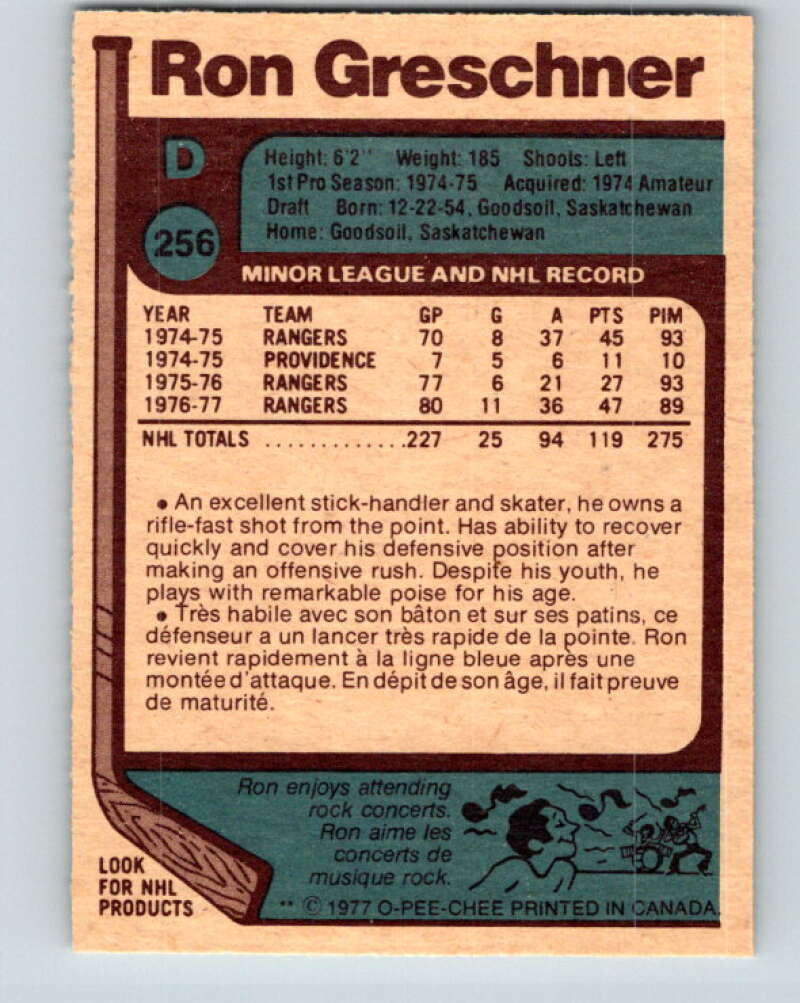 Ron Greschner
D
256
Height: 6'2" Weight: 185 Shoots: Left
1st Pro Season: 1974-75 Acquired: 1974 Amateur
Draft Born: 12-22-54, Goodsoil, Saskatchewan
Home: Goodsoil, Saskatchewan
MINOR LEAGUE AND NHL RECORD
YEAR TEAM GP G A PTS PIM
1974-75 RANGERS 70 8 37 45 93
1974-75 PROVIDENCE 7 5 6 11 10
1975-76 RANGERS 77 6 21 27 93
1976-77 RANGERS 80 11 36 47 89
NHL TOTALS .............227 25 94 119 275
• An excellent stick-handler and skater, he owns a
rifle-fast shot from the point. Has ability to recover
quickly and cover his defensive position after
making an offensive rush. Despite his youth, he
plays with remarkable poise for his age.
• Très habile avec son bâton et sur ses patins, ce
défenseur a un lancer très rapide de la pointe. Ron
revient rapidement à la ligne bleue après une
montée d'attaque. En dépit de son âge, il fait preuve
de maturité.
Ron enjoys attending
rock concerts.
Ron aime les
concerts de
musique rock.
LOOK
FOR NHL
PRODUCTS
** © 1977 O-PEE-CHEE PRINTED IN CANADA.